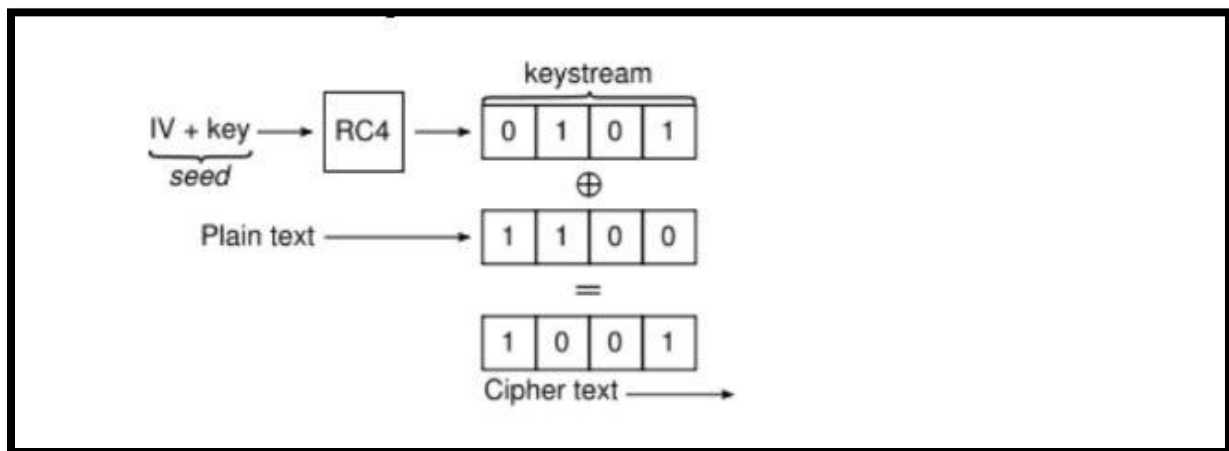 keystream
IV + key
RC4
0 1 0 1
seed
⊕
Plain text
1 1 0 0
=
1 0 0 1
Cipher text